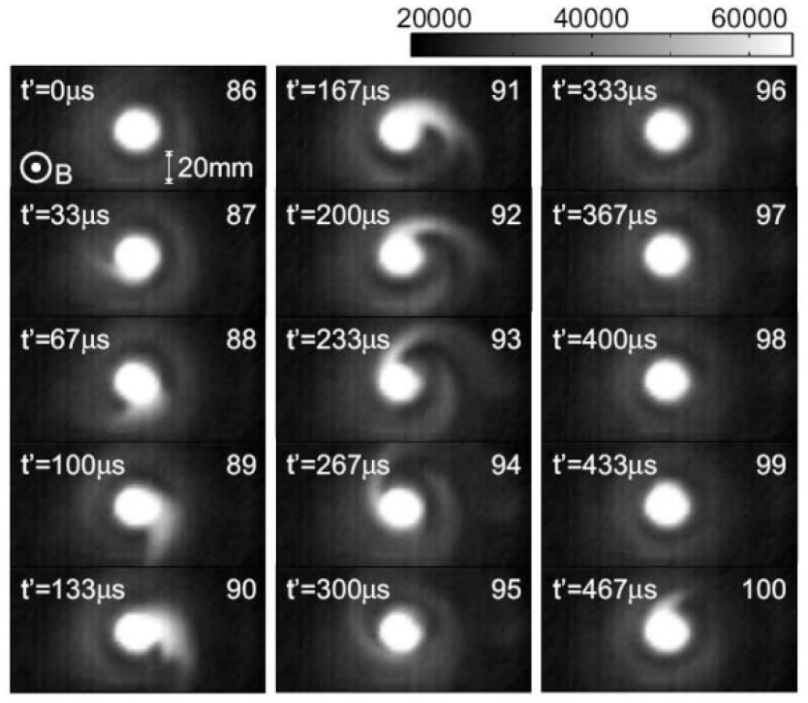 20000 40000 60000
t'=0μs 86
B 20mm
t'=33μs 87
t'=67μs 88
t'=100μs 89
t'=133μs 90
t'=167μs 91
t'=200μs 92
t'=233μs 93
t'=267μs 94
t'=300μs 95
t'=333μs 96
t'=367μs 97
t'=400μs 98
t'=433μs 99
t'=467μs 100